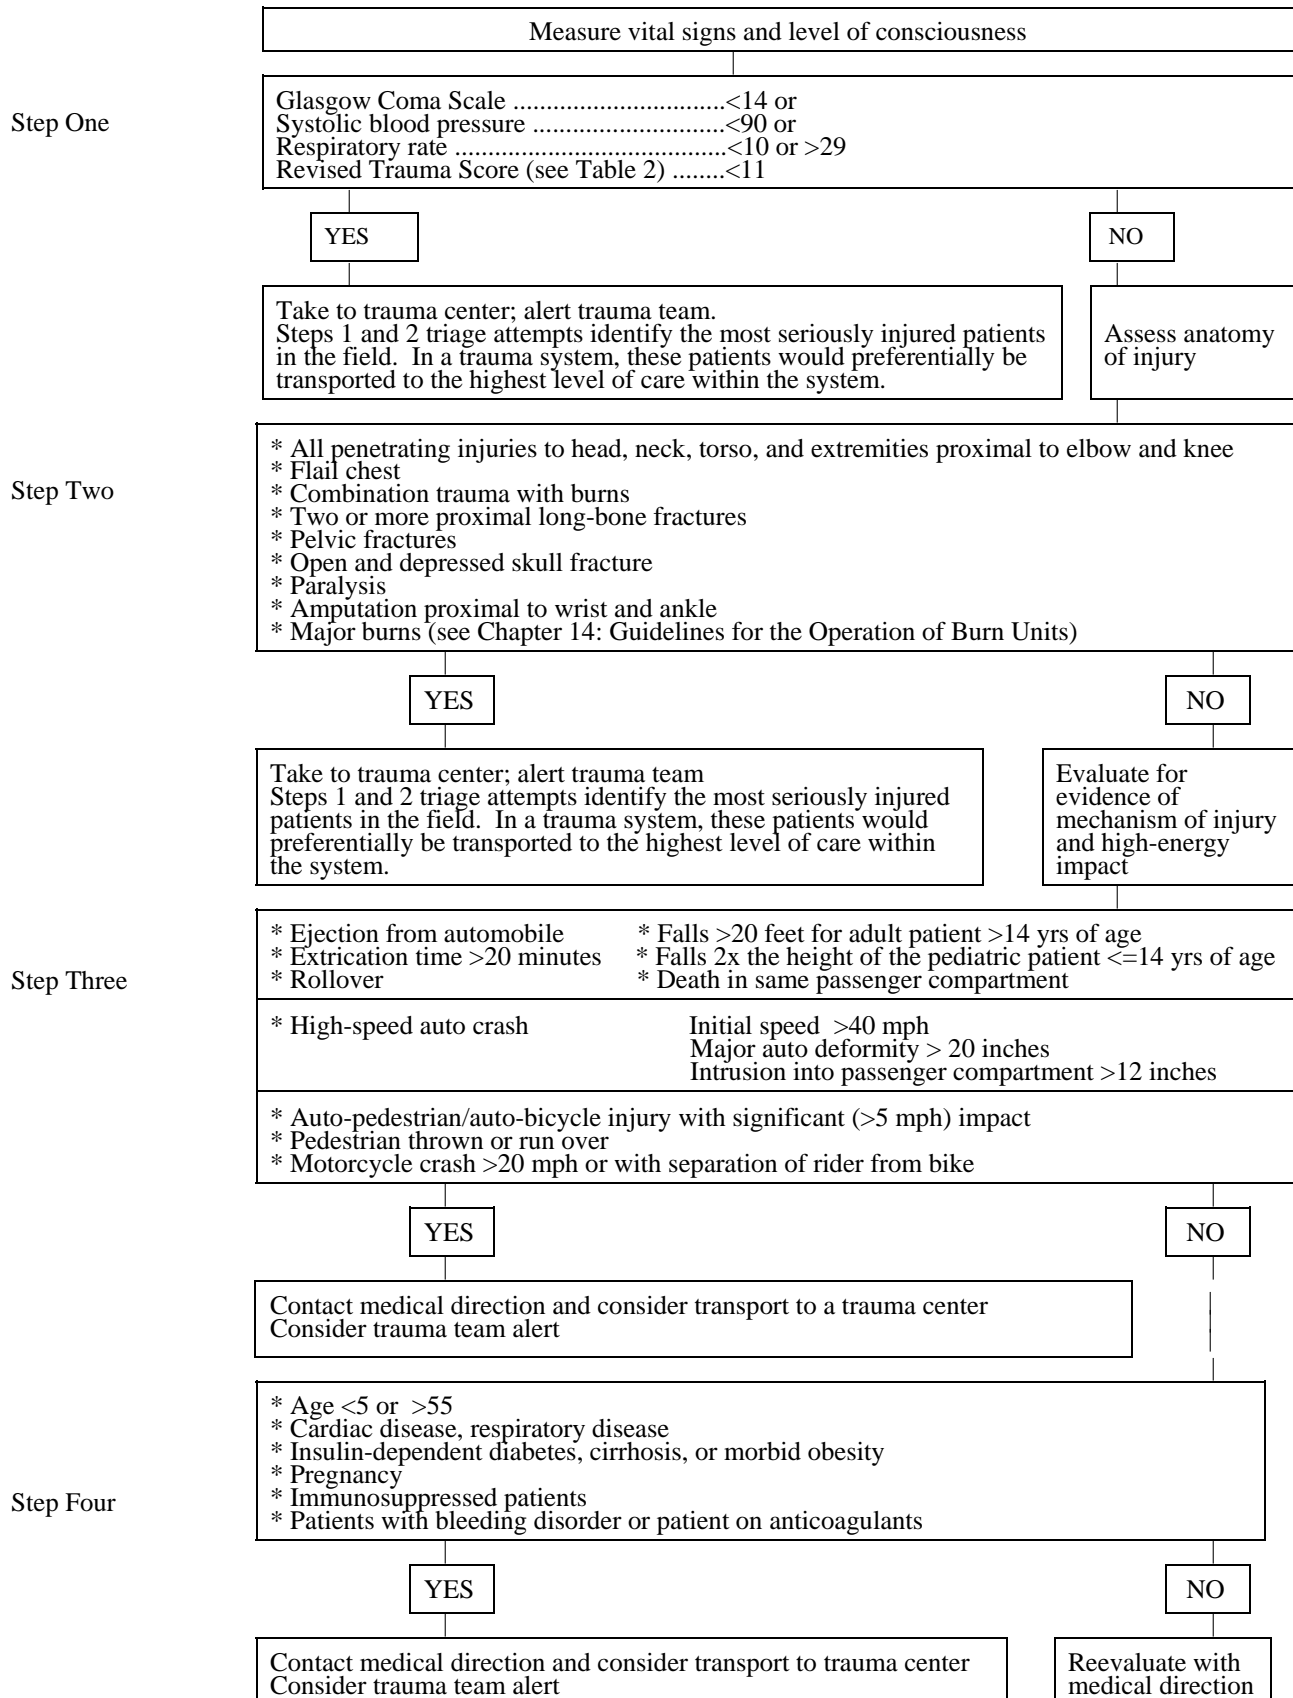 Measure vital signs and level of consciousness
Step One
Glasgow Coma Scale ................................<14 or
Systolic blood pressure .............................<90 or
Respiratory rate .........................................<10 or >29
Revised Trauma Score (see Table 2) ........<11
YES
NO
Take to trauma center; alert trauma team.
Steps 1 and 2 triage attempts identify the most seriously injured patients
in the field. In a trauma system, these patients would preferentially be
transported to the highest level of care within the system.
Assess anatomy
of injury
Step Two
* All penetrating injuries to head, neck, torso, and extremities proximal to elbow and knee
* Flail chest
* Combination trauma with burns
* Two or more proximal long-bone fractures
* Pelvic fractures
* Open and depressed skull fracture
* Paralysis
* Amputation proximal to wrist and ankle
* Major burns (see Chapter 14: Guidelines for the Operation of Burn Units)
YES
NO
Take to trauma center; alert trauma team
Steps 1 and 2 triage attempts identify the most seriously injured
patients in the field. In a trauma system, these patients would
preferentially be transported to the highest level of care within
the system.
Evaluate for
evidence of
mechanism of injury
and high-energy
impact
Step Three
* Ejection from automobile * Falls >20 feet for adult patient >14 yrs of age
* Extrication time >20 minutes * Falls 2x the height of the pediatric patient <=14 yrs of age
* Rollover * Death in same passenger compartment
* High-speed auto crash Initial speed >40 mph
Major auto deformity > 20 inches
Intrusion into passenger compartment >12 inches
* Auto-pedestrian/auto-bicycle injury with significant (>5 mph) impact
* Pedestrian thrown or run over
* Motorcycle crash >20 mph or with separation of rider from bike
YES
NO
Contact medical direction and consider transport to a trauma center
Consider trauma team alert
Step Four
* Age <5 or >55
* Cardiac disease, respiratory disease
* Insulin-dependent diabetes, cirrhosis, or morbid obesity
* Pregnancy
* Immunosuppressed patients
* Patients with bleeding disorder or patient on anticoagulants
YES
NO
Contact medical direction and consider transport to trauma center
Consider trauma team alert
Reevaluate with
medical direction